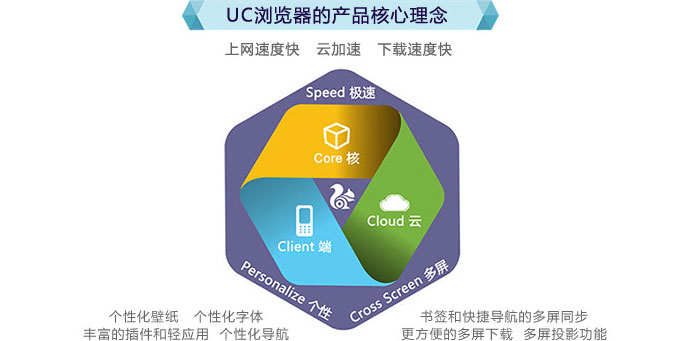 UC浏览器的产品核心理念
上网速度快 云加速 下载速度快
Speed 极速
Core 核
Cloud 云
Client 端
Personalize 个性
Cross Screen 多屏
个性化壁纸 个性化字体
丰富的插件和轻应用 个性化导航
书签和快捷导航的多屏同步
更方便的多屏下载 多屏投影功能